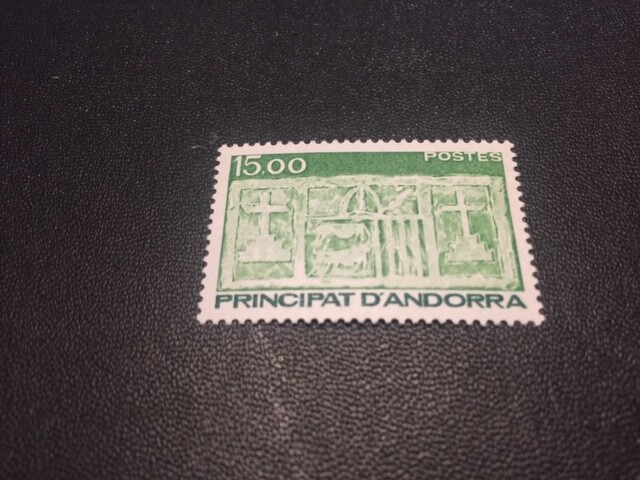 15,00 POSTES
PRINCIPAT D'ANDORRA